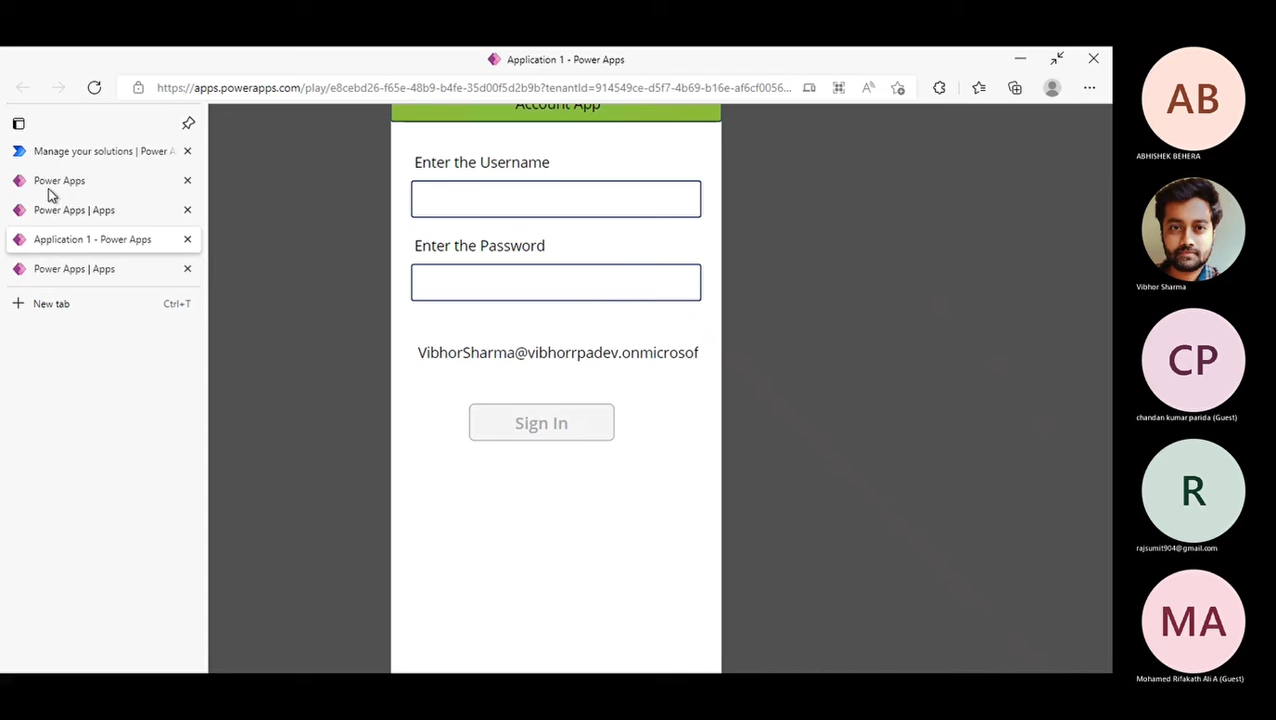 Application 1 - Power Apps
https://apps.powerapps.com/play/e8cebd26-f65e-48b9-b4fe-35d00f5d2b9b?tenantId=914549ce-d5f7-4b69-b16e-af6cf0056...
Manage your solutions | Power A
Power Apps
Power Apps | Apps
Application 1 - Power Apps
Power Apps | Apps
New tab Ctrl+T
Account App
Enter the Username
Enter the Password
VibhorSharma@vibhorrpadev.onmicrosof
Sign In
AB
ABHISHEK BEHERA
Vibhor Sharma
CP
chandan kumar parida (Guest)
R
rajsumit904@gmail.com
MA
Mohamed Rifakath Ali A (Guest)